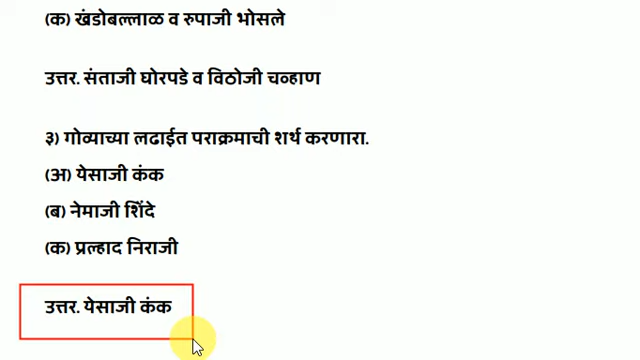 (क) खंडोबल्लाळ व रुपाजी भोसले
उत्तर. संताजी घोरपडे व विठोजी चव्हाण
३) गोव्याच्या लढाईत पराक्रमाची शर्थ करणारा.
(अ) येसाजी कंक
(ब) नेमाजी शिंदे
(क) प्रल्हाद निराजी
उत्तर. येसाजी कंक